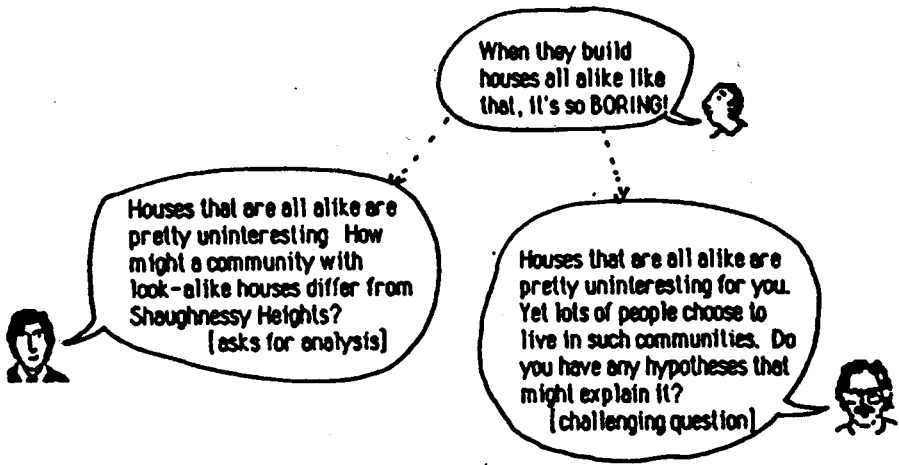 When they build
houses all alike like
that, it's so BORING!
Houses that are all alike are
pretty uninteresting How
might a community with
look-alike houses differ from
Shaughnessy Heights?
[asks for analysis]
Houses that are all alike are
pretty uninteresting for you.
Yet lots of people choose to
live in such communities. Do
you have any hypotheses that
might explain it?
[challenging question]